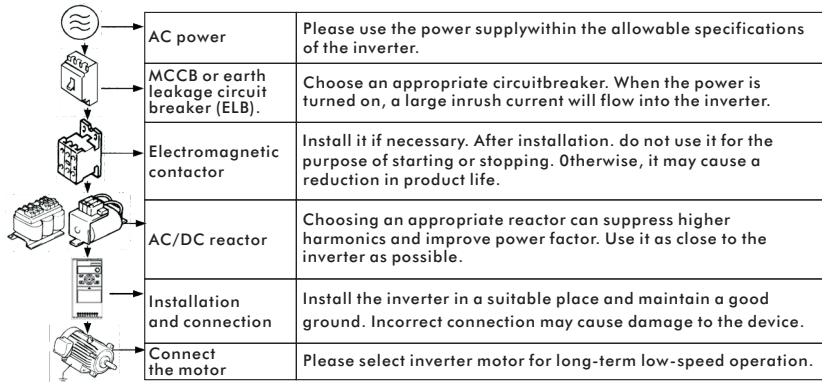 AC power
Please use the power supplywithin the allowable specifications
of the inverter.
MCCB or earth
leakage circuit
breaker (ELB).
Choose an appropriate circuitbreaker. When the power is
turned on, a large inrush current will flow into the inverter.
Electromagnetic
contactor
Install it if necessary. After installation. do not use it for the
purpose of starting or stopping. 0therwise, it may cause a
reduction in product life.
AC/DC reactor
Choosing an appropriate reactor can suppress higher
harmonics and improve power factor. Use it as close to the
inverter as possible.
Installation
and connection
Install the inverter in a suitable place and maintain a good
ground. Incorrect connection may cause damage to the device.
Connect
the motor
Please select inverter motor for long-term low-speed operation.